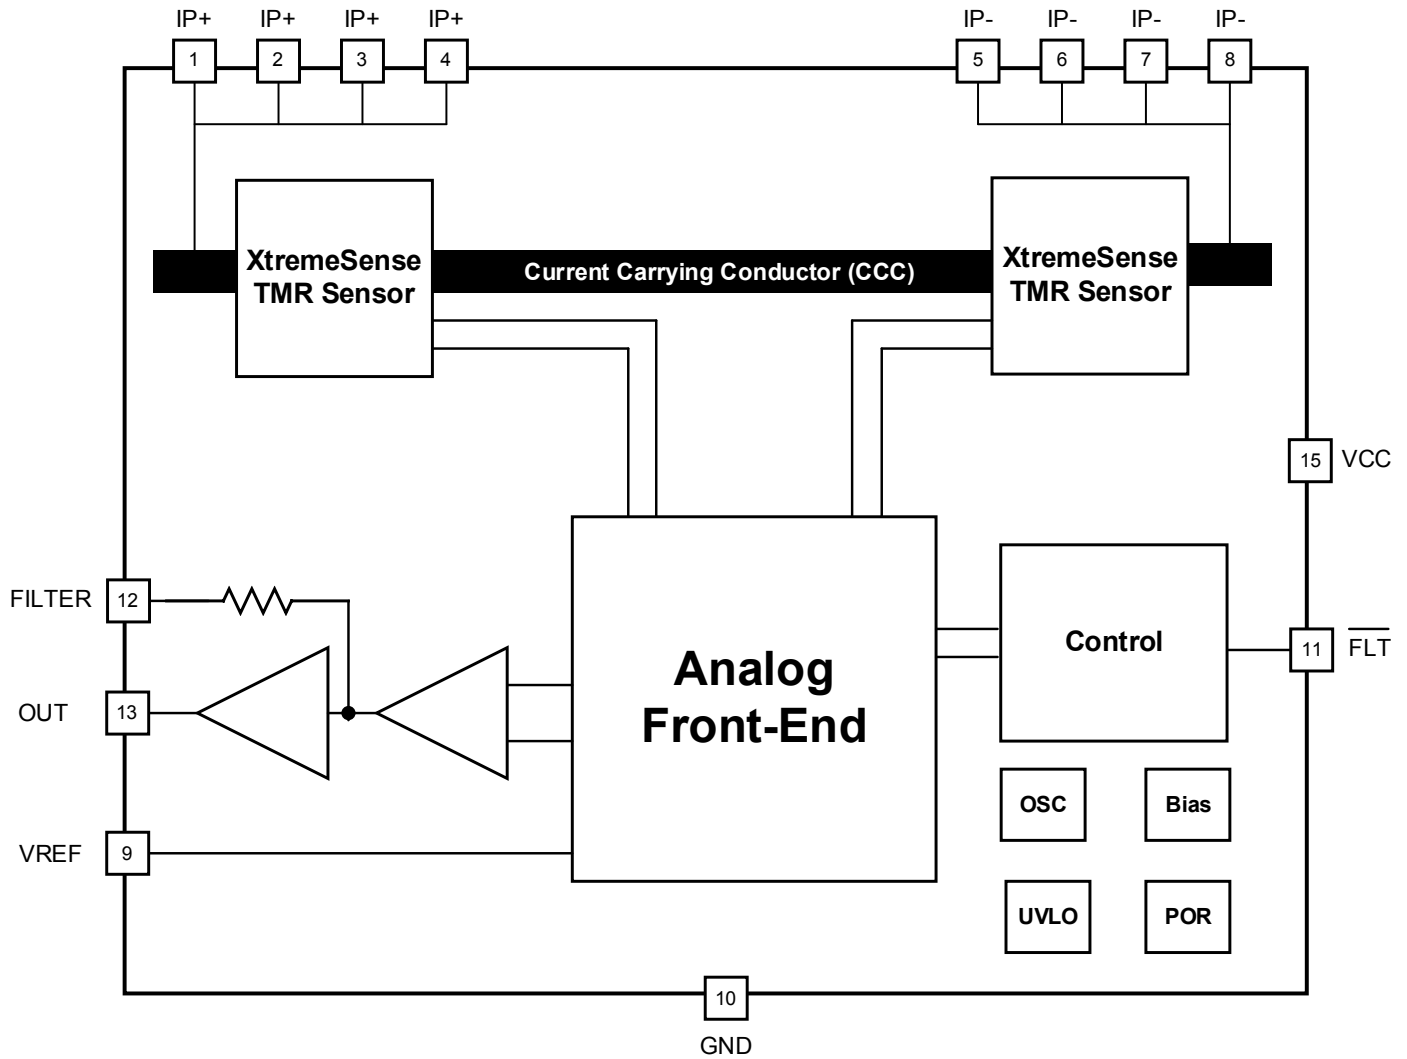 IP+ IP+ IP+ IP+ IP- IP- IP- IP-
1 2 3 4 5 6 7 8
XtremeSense
TMR Sensor
Current Carrying Conductor (CCC)
XtremeSense
TMR Sensor
15 VCC
FILTER 12
Analog
Front-End
Control
11 FLT
OUT 13
OSC
Bias
VREF 9
UVLO
POR
10
GND